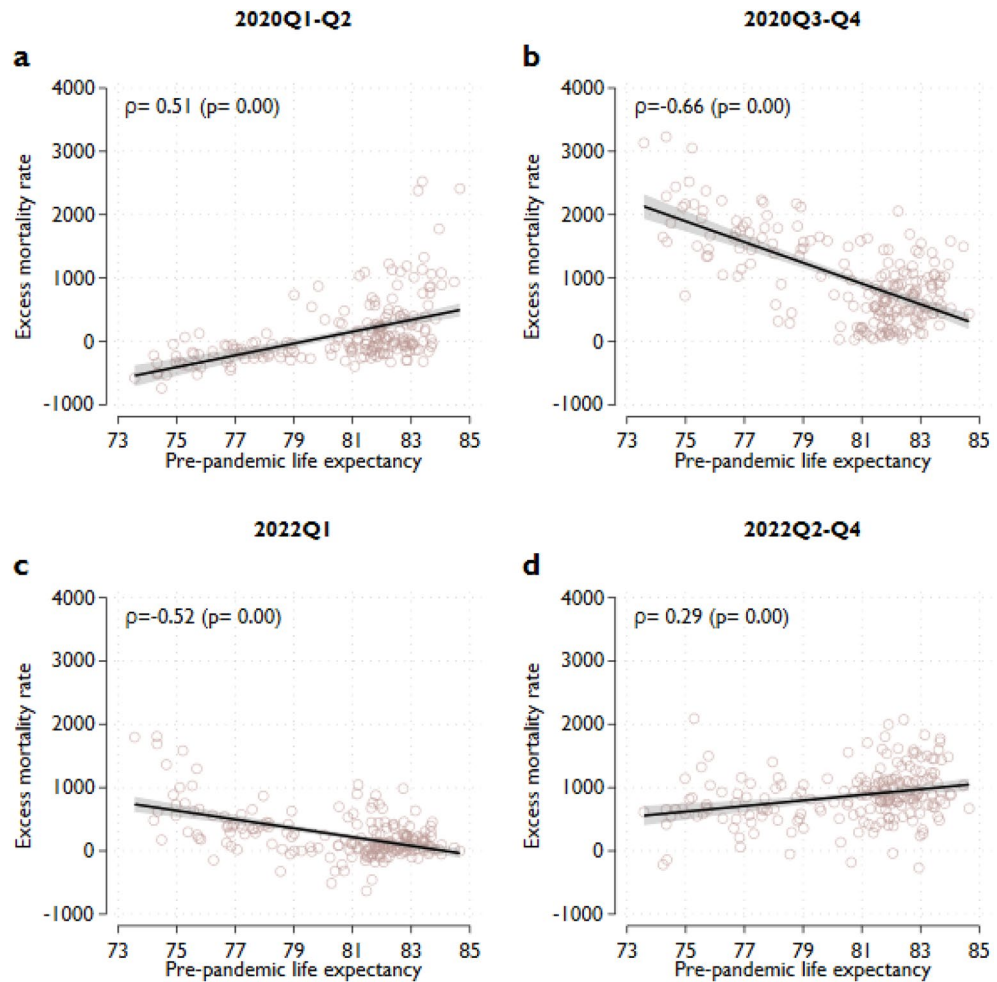 2020Q1-Q2
a
ρ= 0.51 (p= 0.00)
Excess mortality rate
4000
3000
2000
1000
0
-1000
73 75 77 79 81 83 85
Pre-pandemic life expectancy
2020Q3-Q4
b
ρ=-0.66 (p= 0.00)
Excess mortality rate
4000
3000
2000
1000
0
-1000
73 75 77 79 81 83 85
Pre-pandemic life expectancy
2022Q1
c
ρ=-0.52 (p= 0.00)
Excess mortality rate
4000
3000
2000
1000
0
-1000
73 75 77 79 81 83 85
Pre-pandemic life expectancy
2022Q2-Q4
d
ρ= 0.29 (p= 0.00)
Excess mortality rate
4000
3000
2000
1000
0
-1000
73 75 77 79 81 83 85
Pre-pandemic life expectancy